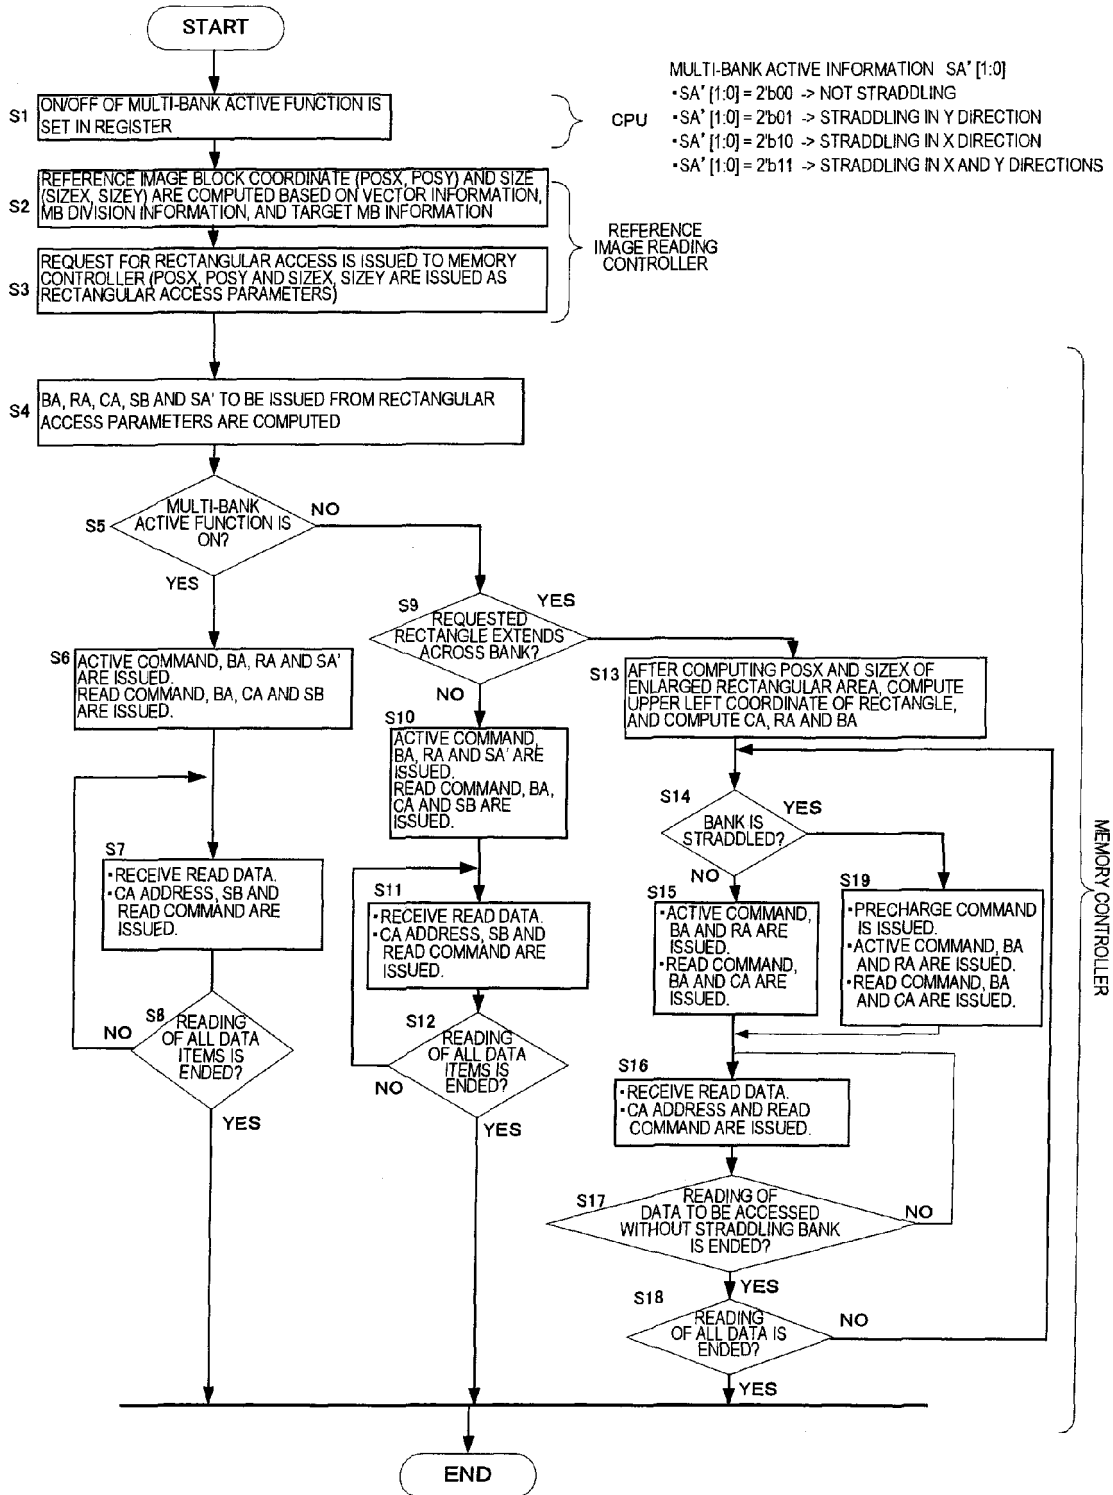 START
MULTI-BANK ACTIVE INFORMATION SA' [1:0]
•SA' [1:0] = 2'b00 -> NOT STRADDLING
•SA' [1:0] = 2'b01 -> STRADDLING IN Y DIRECTION
•SA' [1:0] = 2'b10 -> STRADDLING IN X DIRECTION
•SA' [1:0] = 2'b11 -> STRADDLING IN X AND Y DIRECTIONS
S1
ON/OFF OF MULTI-BANK ACTIVE FUNCTION IS
SET IN REGISTER
CPU
S2
REFERENCE IMAGE BLOCK COORDINATE (POSX, POSY) AND SIZE
(SIZEX, SIZEY) ARE COMPUTED BASED ON VECTOR INFORMATION,
MB DIVISION INFORMATION, AND TARGET MB INFORMATION
REFERENCE
IMAGE READING
CONTROLLER
S3
REQUEST FOR RECTANGULAR ACCESS IS ISSUED TO MEMORY
CONTROLLER (POSX, POSY AND SIZEX, SIZEY ARE ISSUED AS
RECTANGULAR ACCESS PARAMETERS)
S4
BA, RA, CA, SB AND SA' TO BE ISSUED FROM RECTANGULAR
ACCESS PARAMETERS ARE COMPUTED
S5
MULTI-BANK
ACTIVE FUNCTION IS
ON?
NO
YES
S9
REQUESTED
RECTANGLE EXTENDS
ACROSS BANK?
YES
NO
S6
ACTIVE COMMAND, BA, RA AND SA'
ARE ISSUED.
READ COMMAND, BA, CA AND SB
ARE ISSUED.
S10
ACTIVE COMMAND,
BA, RA AND SA' ARE
ISSUED.
READ COMMAND, BA,
CA AND SB ARE
ISSUED.
S13
AFTER COMPUTING POSX AND SIZEX OF
ENLARGED RECTANGULAR AREA, COMPUTE
UPPER LEFT COORDINATE OF RECTANGLE,
AND COMPUTE CA, RA AND BA
S14
BANK IS
STRADDLED?
YES
NO
S7
•RECEIVE READ DATA.
•CA ADDRESS, SB AND
READ COMMAND ARE
ISSUED.
S11
•RECEIVE READ DATA.
•CA ADDRESS, SB AND
READ COMMAND ARE
ISSUED.
S15
•ACTIVE COMMAND,
BA AND RA ARE
ISSUED.
•READ COMMAND,
BA AND CA ARE
ISSUED.
S19
•PRECHARGE COMMAND
IS ISSUED.
•ACTIVE COMMAND, BA
AND RA ARE ISSUED.
•READ COMMAND, BA
AND CA ARE ISSUED.
MEMORY CONTROLLER
S8
READING
OF ALL DATA
ITEMS IS
ENDED?
NO
YES
S12
READING
OF ALL DATA
ITEMS IS
ENDED?
NO
YES
S16
•RECEIVE READ DATA.
•CA ADDRESS AND READ
COMMAND ARE ISSUED.
S17
READING OF
DATA TO BE ACCESSED
WITHOUT STRADDLING BANK
IS ENDED?
NO
YES
S18
READING
OF ALL DATA IS
ENDED?
NO
YES
END